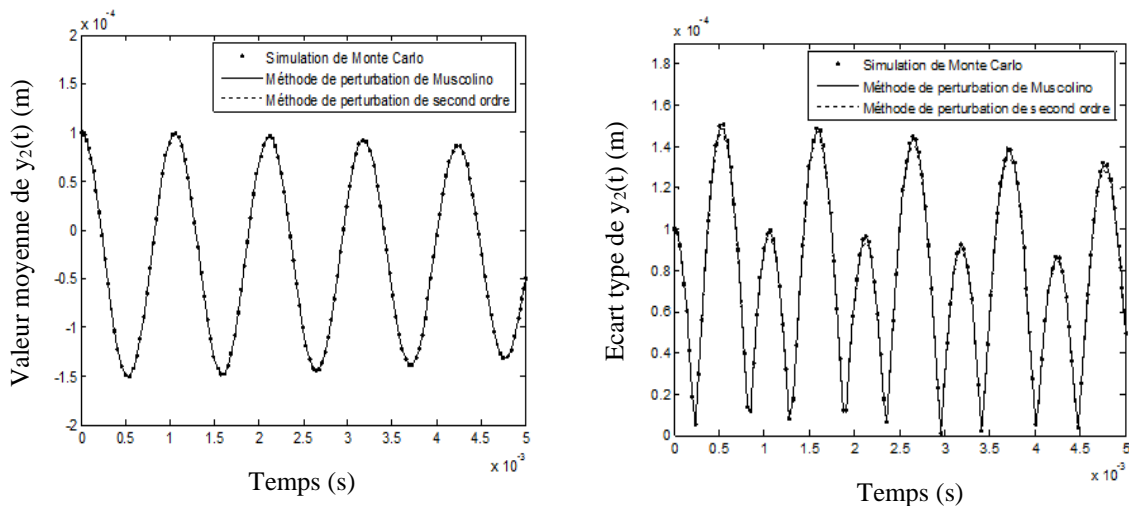 x 10⁻⁴
2
1.5
1
0.5
0
-0.5
-1
-1.5
-2
Valeur moyenne de y₂(t) (m)
Simulation de Monte Carlo
Méthode de perturbation de Muscolino
Méthode de perturbation de second ordre
0 0.5 1 1.5 2 2.5 3 3.5 4 4.5 5
x 10⁻³
Temps (s)
x 10⁻⁴
1.8
1.6
1.4
1.2
1
0.8
0.6
0.4
0.2
0
Ecart type de y₂(t) (m)
Simulation de Monte Carlo
Méthode de perturbation de Muscolino
Méthode de perturbation de second ordre
0 0.5 1 1.5 2 2.5 3 3.5 4 4.5 5
x 10⁻³
Temps (s)